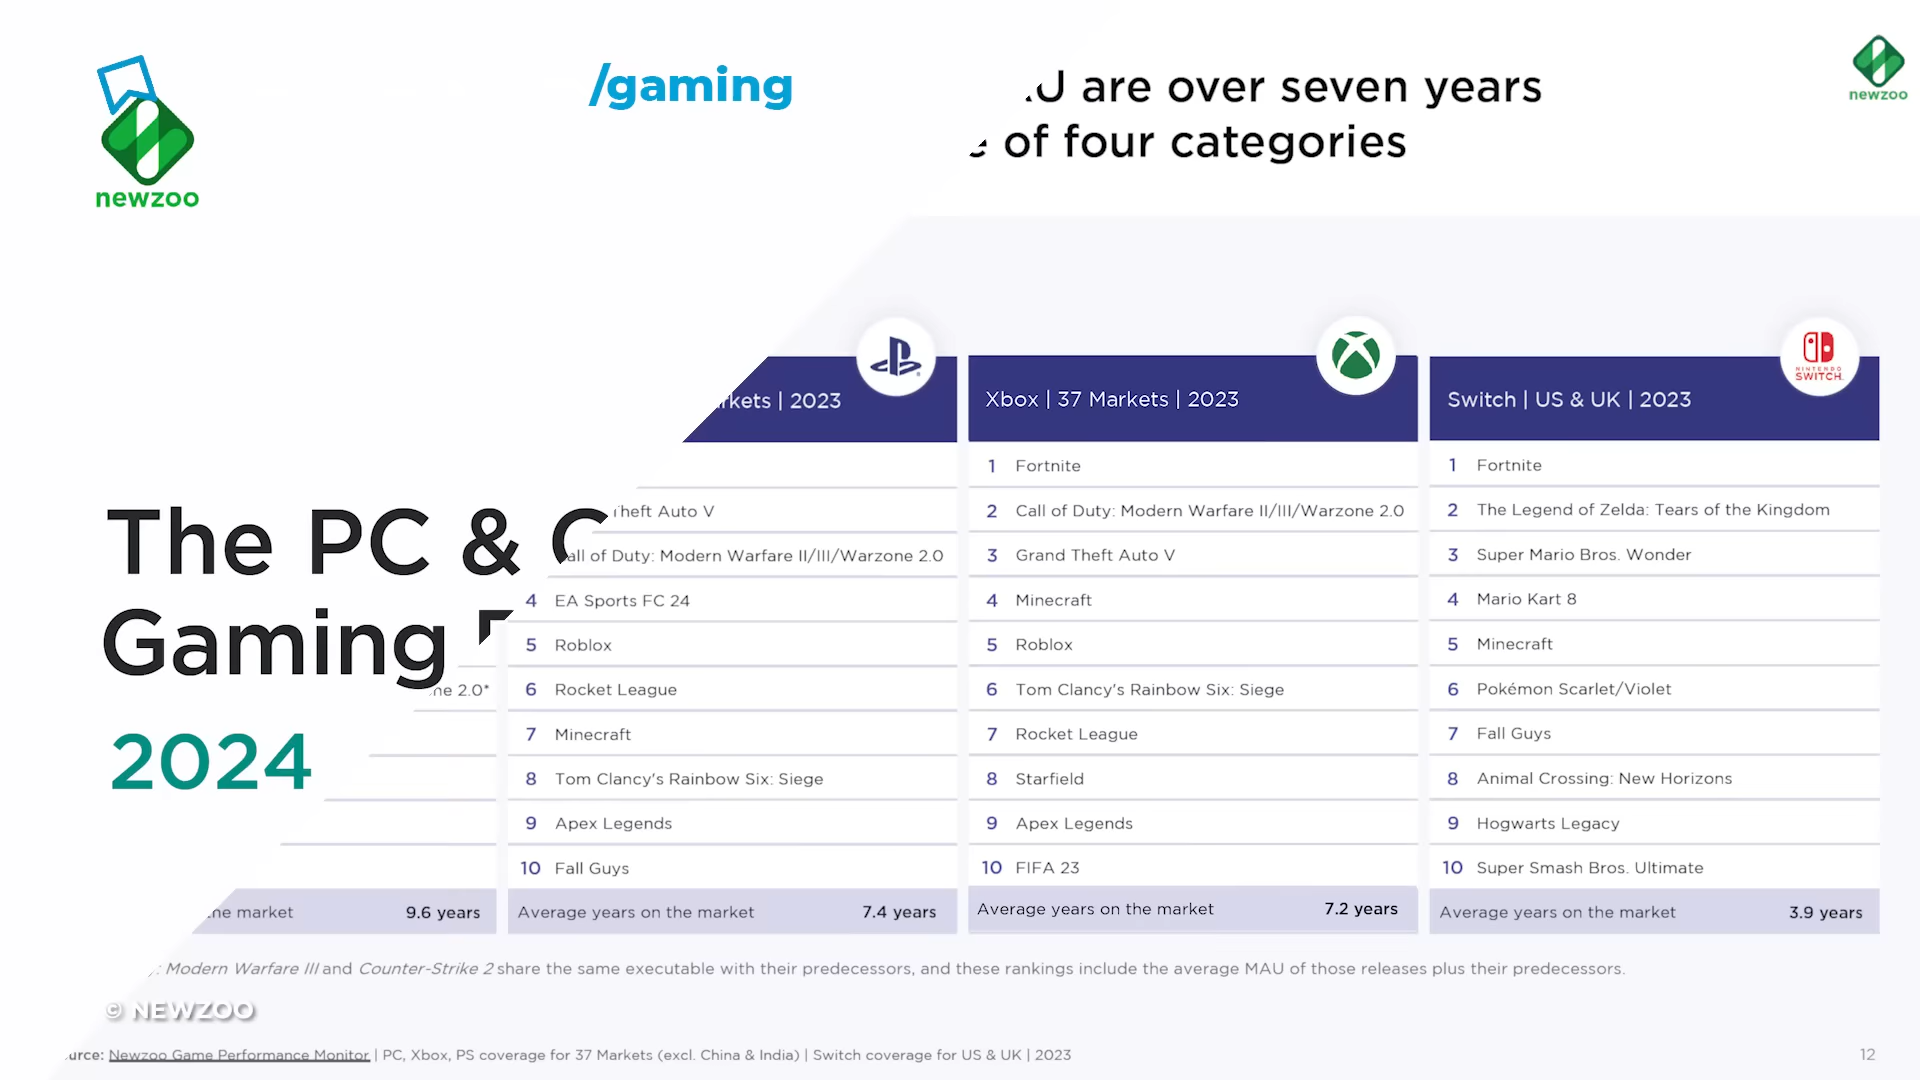 /gaming
are over seven years
of four categories
newzoo
newzoo
The PC &
Gaming
2024
| 2023
Theft Auto V
Call of Duty: Modern Warfare II/III/Warzone 2.0
4 EA Sports FC 24
5 Roblox
6 Rocket League
7 Minecraft
8 Tom Clancy's Rainbow Six: Siege
9 Apex Legends
10 Fall Guys
Average years on the market 7.4 years
Xbox | 37 Markets | 2023
1 Fortnite
2 Call of Duty: Modern Warfare II/III/Warzone 2.0
3 Grand Theft Auto V
4 Minecraft
5 Roblox
6 Tom Clancy's Rainbow Six: Siege
7 Rocket League
8 Starfield
9 Apex Legends
10 FIFA 23
Average years on the market 7.2 years
NINTENDO
SWITCH
Switch | US & UK | 2023
1 Fortnite
2 The Legend of Zelda: Tears of the Kingdom
3 Super Mario Bros. Wonder
4 Mario Kart 8
5 Minecraft
6 Pokémon Scarlet/Violet
7 Fall Guys
8 Animal Crossing: New Horizons
9 Hogwarts Legacy
10 Super Smash Bros. Ultimate
Average years on the market 3.9 years
2.0*
market 9.6 years
Modern Warfare III and Counter-Strike 2 share the same executable with their predecessors, and these rankings include the average MAU of those releases plus their predecessors.
© NEWZOO
Newzoo Game Performance Monitor | PC, Xbox, PS coverage for 37 Markets (excl. China & India) | Switch coverage for US & UK | 2023
12